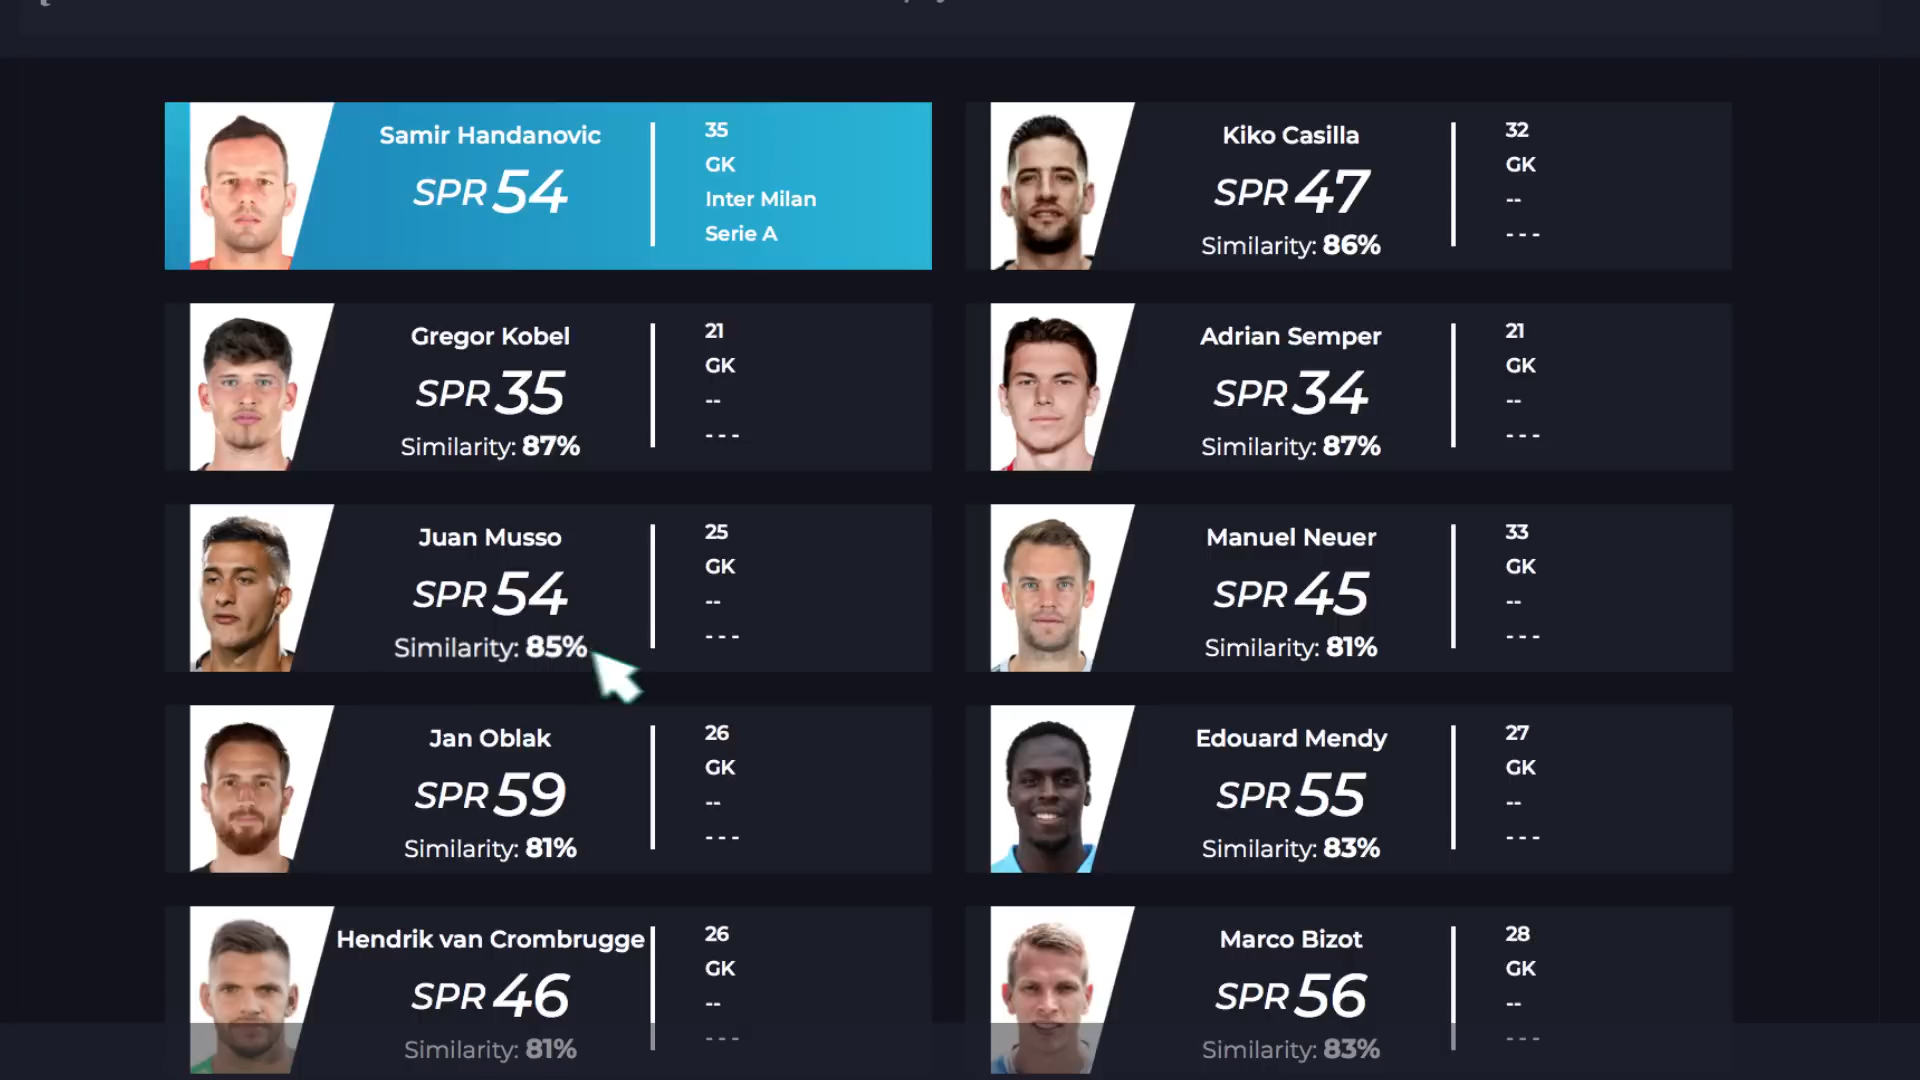 Samir Handanovic
SPR 54
35
GK
Inter Milan
Serie A
Kiko Casilla
SPR 47
Similarity: 86%
32
GK
--
---
Gregor Kobel
SPR 35
Similarity: 87%
21
GK
--
---
Adrian Semper
SPR 34
Similarity: 87%
21
GK
--
---
Juan Musso
SPR 54
Similarity: 85%
25
GK
--
---
Manuel Neuer
SPR 45
Similarity: 81%
33
GK
--
---
Jan Oblak
SPR 59
Similarity: 81%
26
GK
--
---
Edouard Mendy
SPR 55
Similarity: 83%
27
GK
--
---
Hendrik van Crombrugge
SPR 46
Similarity: 81%
26
GK
--
---
Marco Bizot
SPR 56
Similarity: 83%
28
GK
--
---